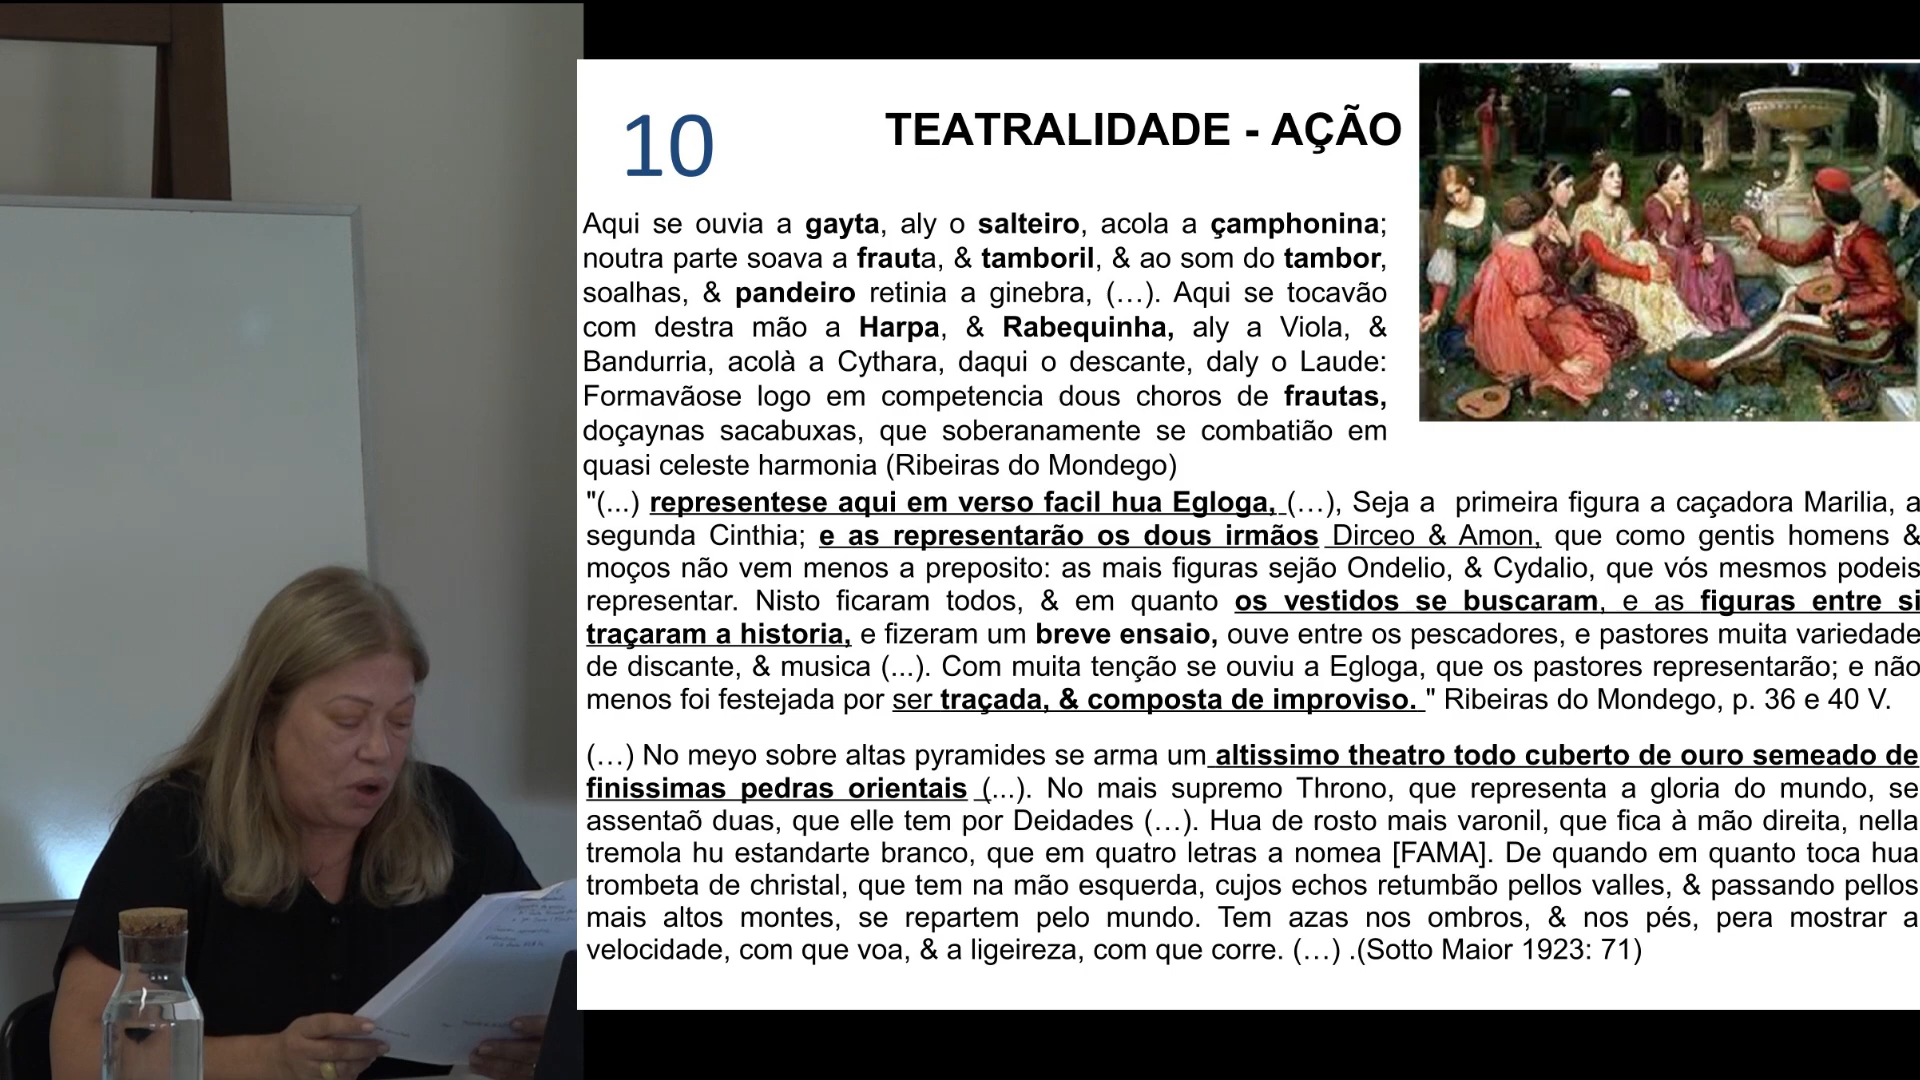 10
TEATRALIDADE - AÇÃO
Aqui se ouvia a gayta, aly o salteiro, acola a çamphonina;
noutra parte soava a frauta, & tamboril, & ao som do tambor,
soalhas, & pandeiro retinia a ginebra, (…). Aqui se tocavão
com destra mão a Harpa, & Rabequinha, aly a Viola, &
Bandurria, acolà a Cythara, daqui o descante, daly o Laude:
Formavãose logo em competencia dous choros de frautas,
doçaynas sacabuxas, que soberanamente se combatião em
quasi celeste harmonia (Ribeiras do Mondego)
"(...) representese aqui em verso facil hua Egloga, (…), Seja a primeira figura a caçadora Marilia, a
segunda Cinthia; e as representarão os dous irmãos Dirceo & Amon, que como gentis homens &
moços não vem menos a preposito: as mais figuras sejão Ondelio, & Cydalio, que vós mesmos podeis
representar. Nisto ficaram todos, & em quanto os vestidos se buscaram, e as figuras entre si
traçaram a historia, e fizeram um breve ensaio, ouve entre os pescadores, e pastores muita variedade
de discante, & musica (...). Com muita tenção se ouviu a Egloga, que os pastores representarão; e não
menos foi festejada por ser traçada, & composta de improviso. " Ribeiras do Mondego, p. 36 e 40 V.
(…) No meyo sobre altas pyramides se arma um altissimo theatro todo cuberto de ouro semeado de
finissimas pedras orientais (...). No mais supremo Throno, que representa a gloria do mundo, se
assentaõ duas, que elle tem por Deidades (…). Hua de rosto mais varonil, que fica à mão direita, nella
tremola hu estandarte branco, que em quatro letras a nomea [FAMA]. De quando em quanto toca hua
trombeta de christal, que tem na mão esquerda, cujos echos retumbão pellos valles, & passando pellos
mais altos montes, se repartem pelo mundo. Tem azas nos ombros, & nos pés, pera mostrar a
velocidade, com que voa, & a ligeireza, com que corre. (…) .(Sotto Maior 1923: 71)